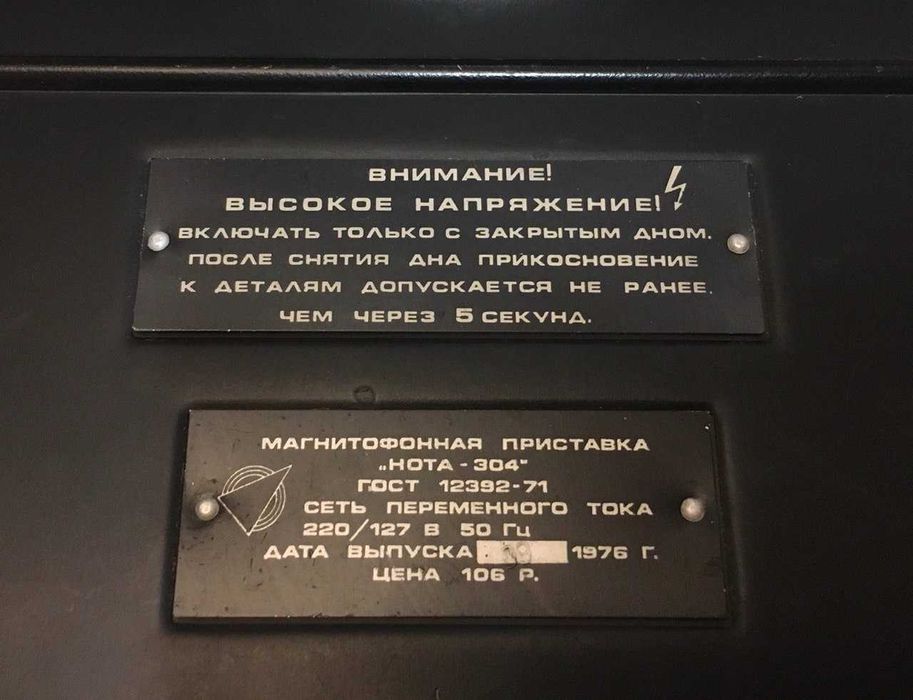 ВНИМАНИЕ!
ВЫСОКОЕ НАПРЯЖЕНИЕ!
ВКЛЮЧАТЬ ТОЛЬКО С ЗАКРЫТЫМ ДНОМ.
ПОСЛЕ СНЯТИЯ ДНА ПРИКОСНОВЕНИЕ
К ДЕТАЛЯМ ДОПУСКАЕТСЯ НЕ РАНЕЕ,
ЧЕМ ЧЕРЕЗ 5 СЕКУНД.
МАГНИТОФОННАЯ ПРИСТАВКА
„НОТА - 304"
ГОСТ 12392-71
СЕТЬ ПЕРЕМЕННОГО ТОКА
220/127 В 50 Гц
ДАТА ВЫПУСКА 1976 Г.
ЦЕНА 106 Р.